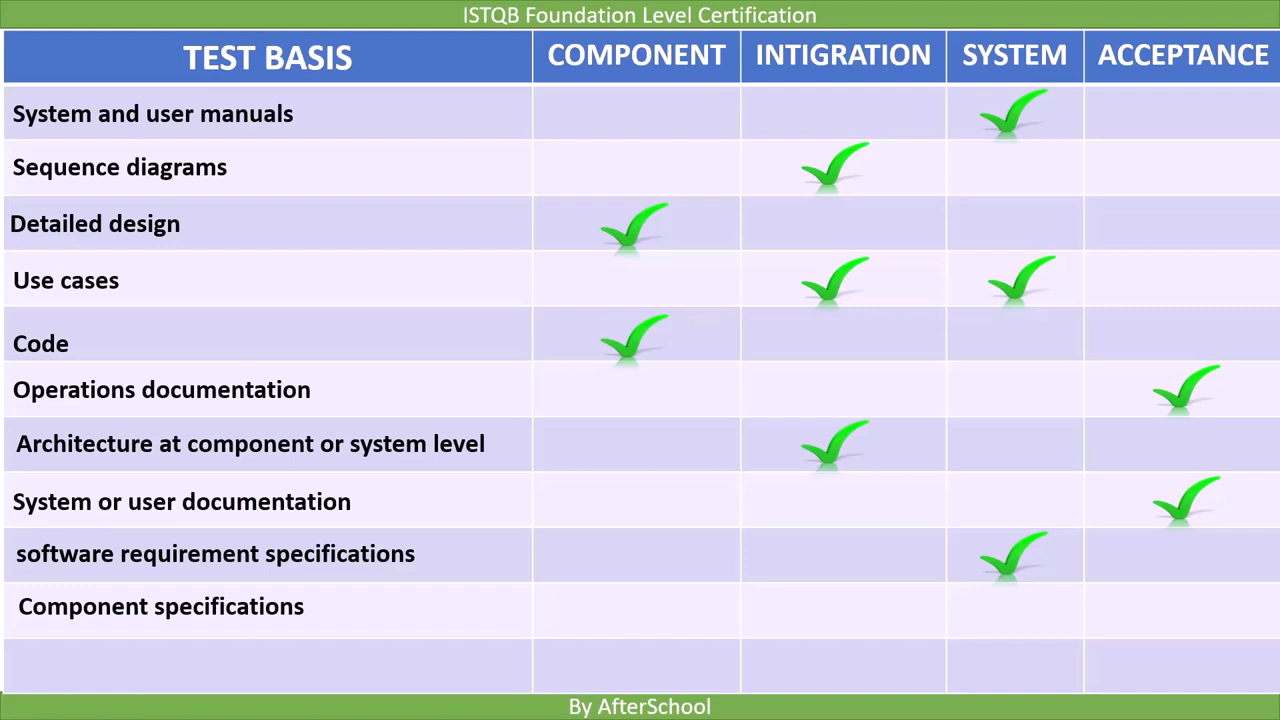 ISTQB Foundation Level Certification
TEST BASIS COMPONENT INTIGRATION SYSTEM ACCEPTANCE
System and user manuals
Sequence diagrams
Detailed design
Use cases
Code
Operations documentation
Architecture at component or system level
System or user documentation
software requirement specifications
Component specifications
By AfterSchool